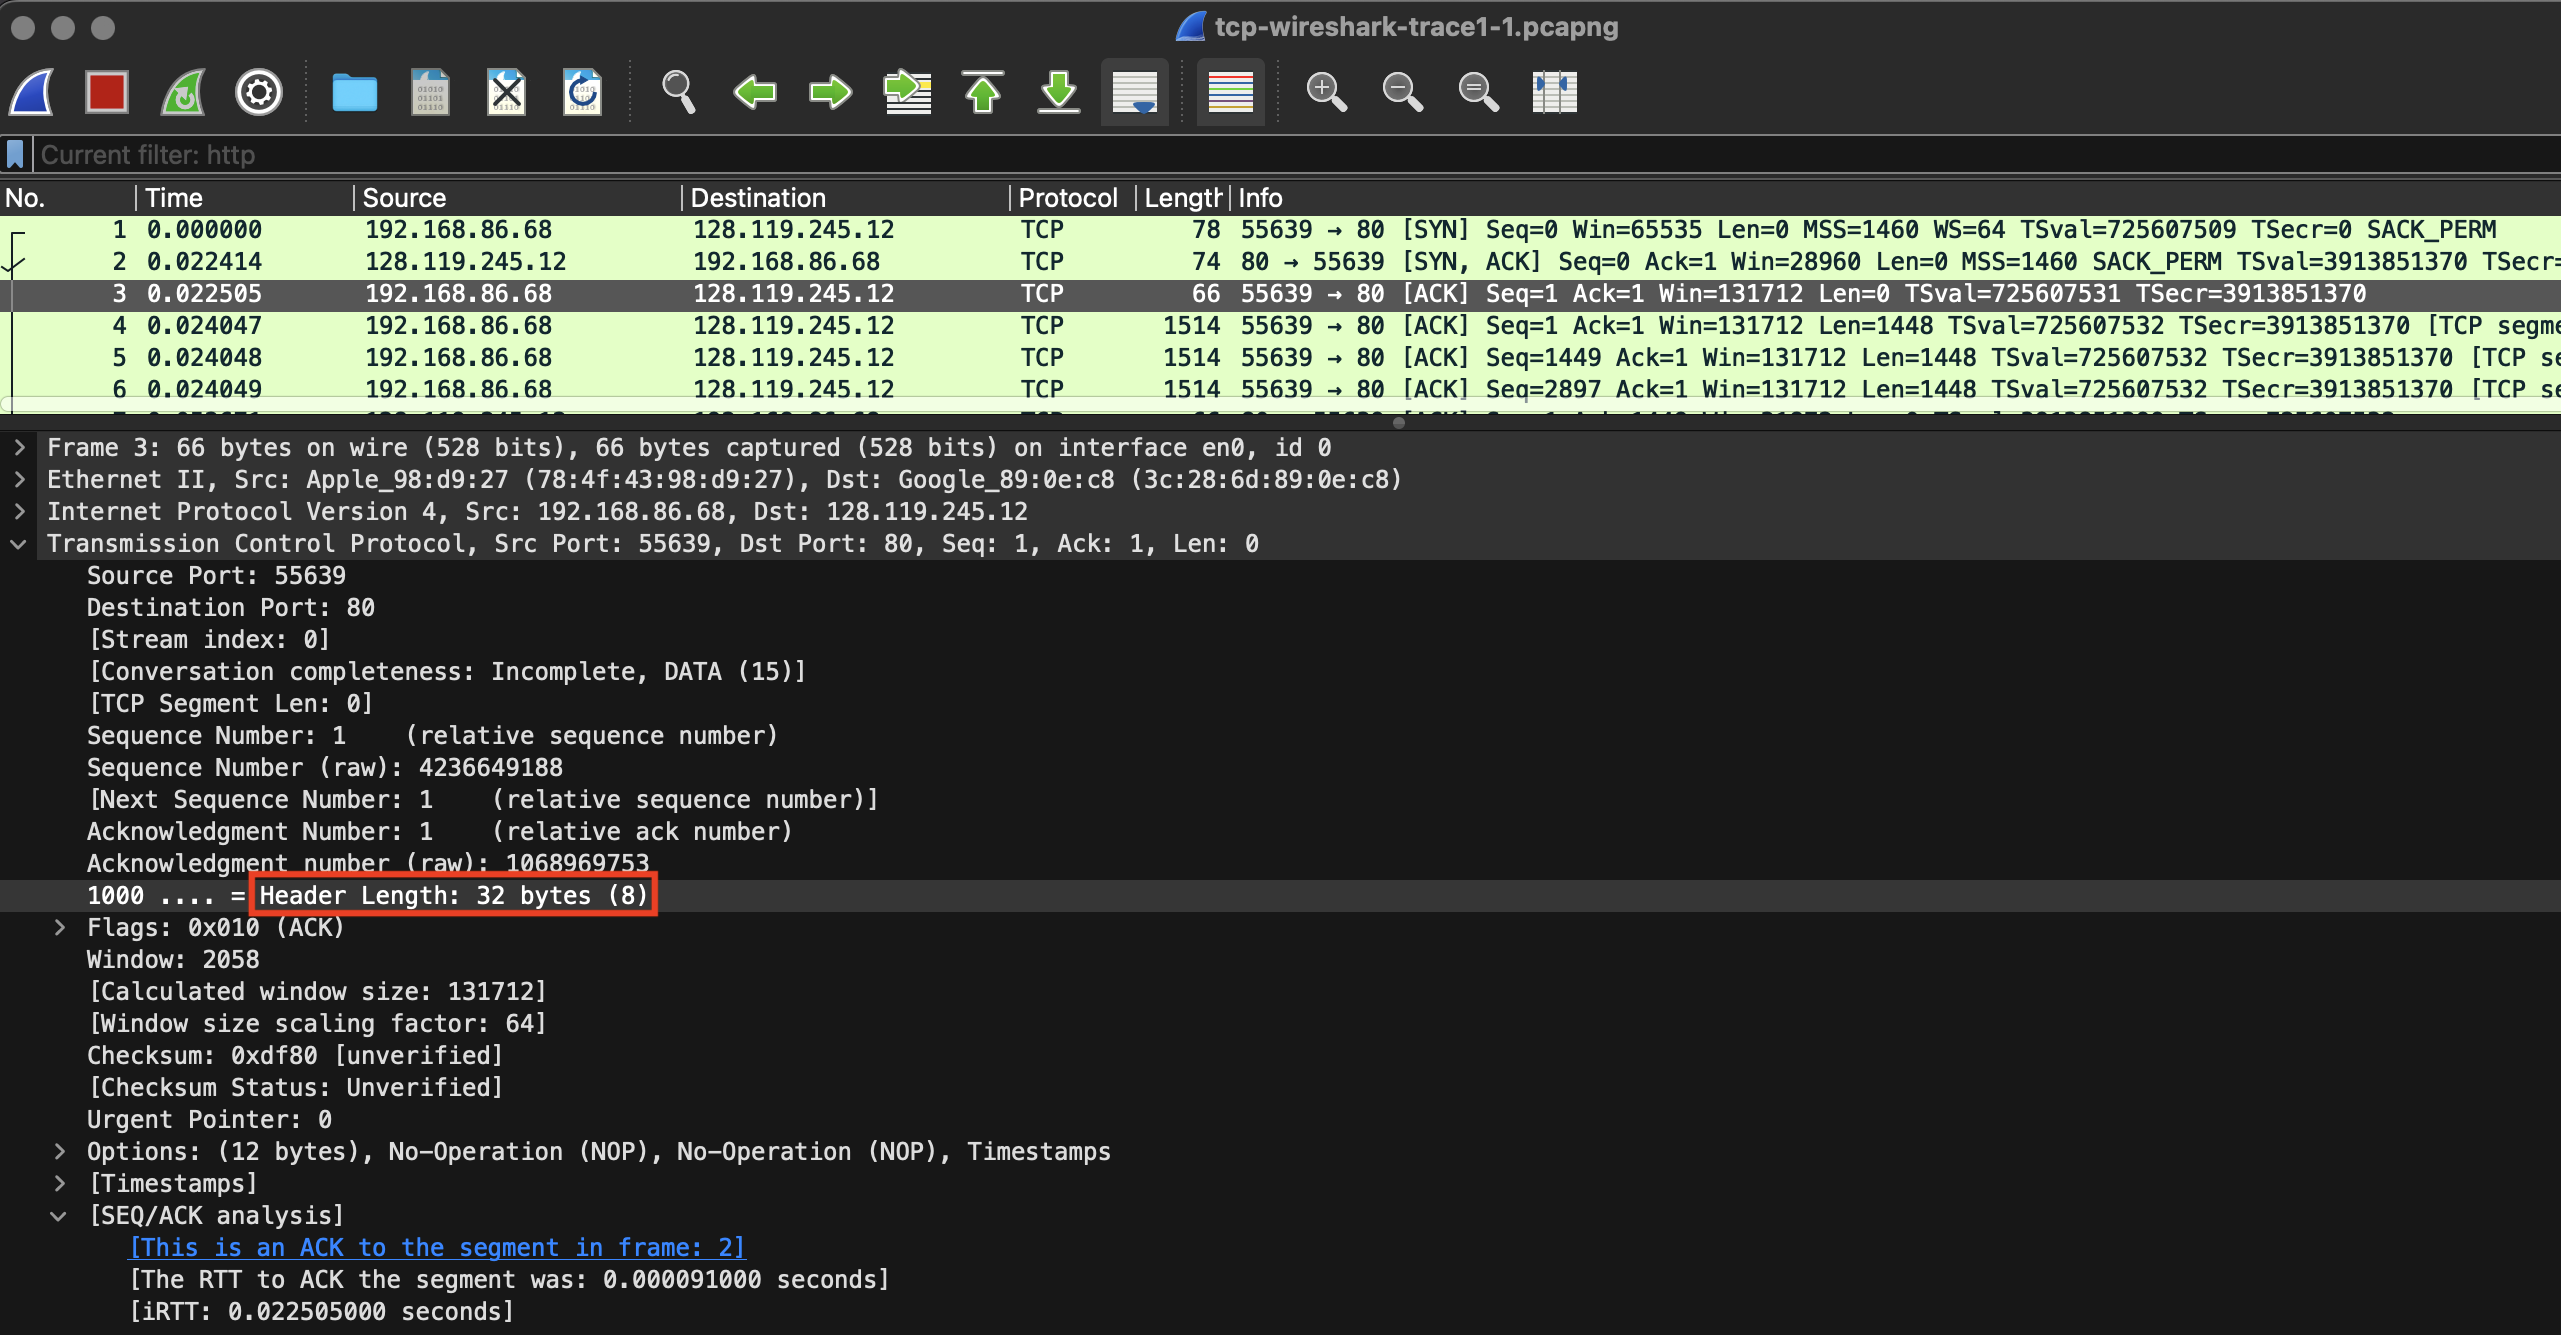 tcp-wireshark-trace1-1.pcapng
Current filter: http
No. Time Source Destination Protocol Length Info
1 0.000000 192.168.86.68 128.119.245.12 TCP 78 55639 → 80 [SYN] Seq=0 Win=65535 Len=0 MSS=1460 WS=64 TSval=725607509 TSecr=0 SACK_PERM
2 0.022414 128.119.245.12 192.168.86.68 TCP 74 80 → 55639 [SYN, ACK] Seq=0 Ack=1 Win=28960 Len=0 MSS=1460 SACK_PERM TSval=3913851370 TSecr=
3 0.022505 192.168.86.68 128.119.245.12 TCP 66 55639 → 80 [ACK] Seq=1 Ack=1 Win=131712 Len=0 TSval=725607531 TSecr=3913851370
4 0.024047 192.168.86.68 128.119.245.12 TCP 1514 55639 → 80 [ACK] Seq=1 Ack=1 Win=131712 Len=1448 TSval=725607532 TSecr=3913851370 [TCP segme
5 0.024048 192.168.86.68 128.119.245.12 TCP 1514 55639 → 80 [ACK] Seq=1449 Ack=1 Win=131712 Len=1448 TSval=725607532 TSecr=3913851370 [TCP se
6 0.024049 192.168.86.68 128.119.245.12 TCP 1514 55639 → 80 [ACK] Seq=2897 Ack=1 Win=131712 Len=1448 TSval=725607532 TSecr=3913851370 [TCP se
Frame 3: 66 bytes on wire (528 bits), 66 bytes captured (528 bits) on interface en0, id 0
Ethernet II, Src: Apple_98:d9:27 (78:4f:43:98:d9:27), Dst: Google_89:0e:c8 (3c:28:6d:89:0e:c8)
Internet Protocol Version 4, Src: 192.168.86.68, Dst: 128.119.245.12
Transmission Control Protocol, Src Port: 55639, Dst Port: 80, Seq: 1, Ack: 1, Len: 0
Source Port: 55639
Destination Port: 80
[Stream index: 0]
[Conversation completeness: Incomplete, DATA (15)]
[TCP Segment Len: 0]
Sequence Number: 1 (relative sequence number)
Sequence Number (raw): 4236649188
[Next Sequence Number: 1 (relative sequence number)]
Acknowledgment Number: 1 (relative ack number)
Acknowledgment number (raw): 1068969753
1000 .... = Header Length: 32 bytes (8)
Flags: 0x010 (ACK)
Window: 2058
[Calculated window size: 131712]
[Window size scaling factor: 64]
Checksum: 0xdf80 [unverified]
[Checksum Status: Unverified]
Urgent Pointer: 0
Options: (12 bytes), No-Operation (NOP), No-Operation (NOP), Timestamps
[Timestamps]
[SEQ/ACK analysis]
[This is an ACK to the segment in frame: 2]
[The RTT to ACK the segment was: 0.000091000 seconds]
[iRTT: 0.022505000 seconds]